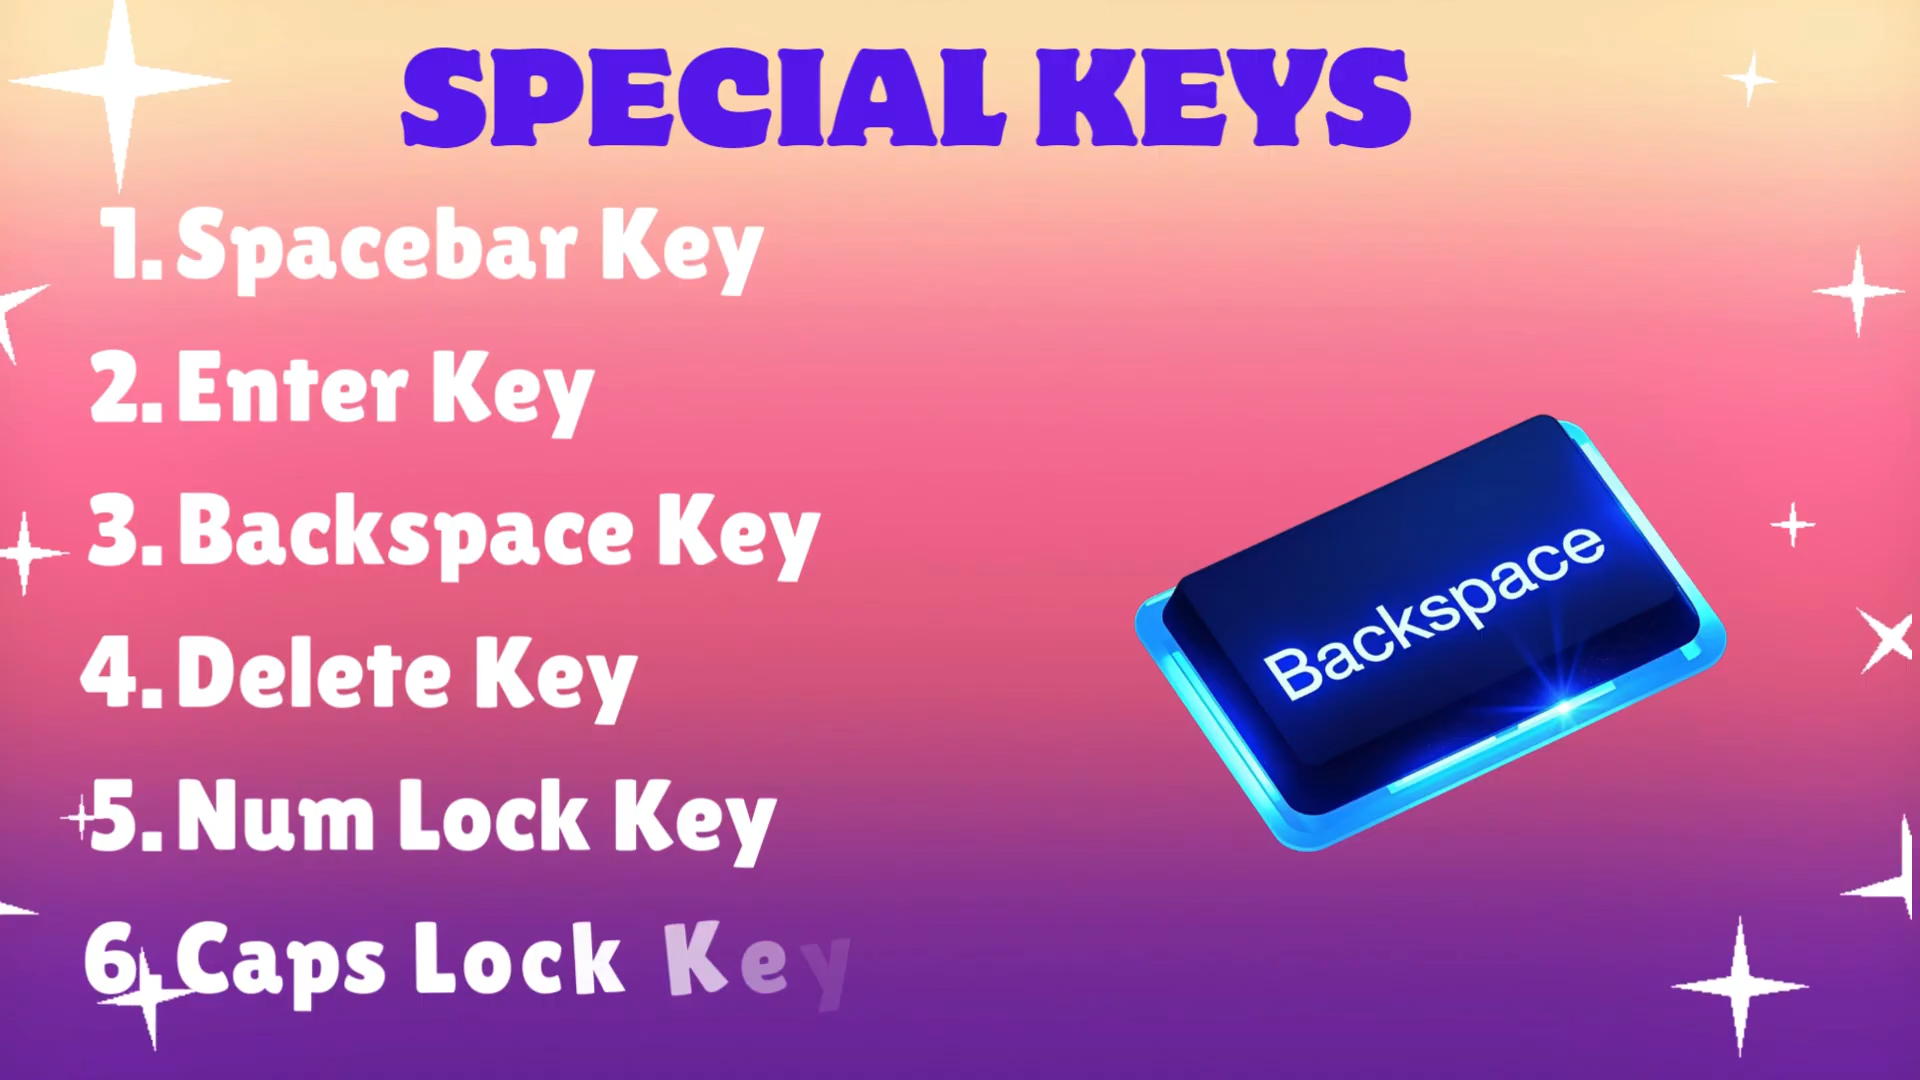 SPECIAL KEYS
1. Spacebar Key
2. Enter Key
3. Backspace Key
4. Delete Key
5. Num Lock Key
6. Caps Lock Key
Backspace